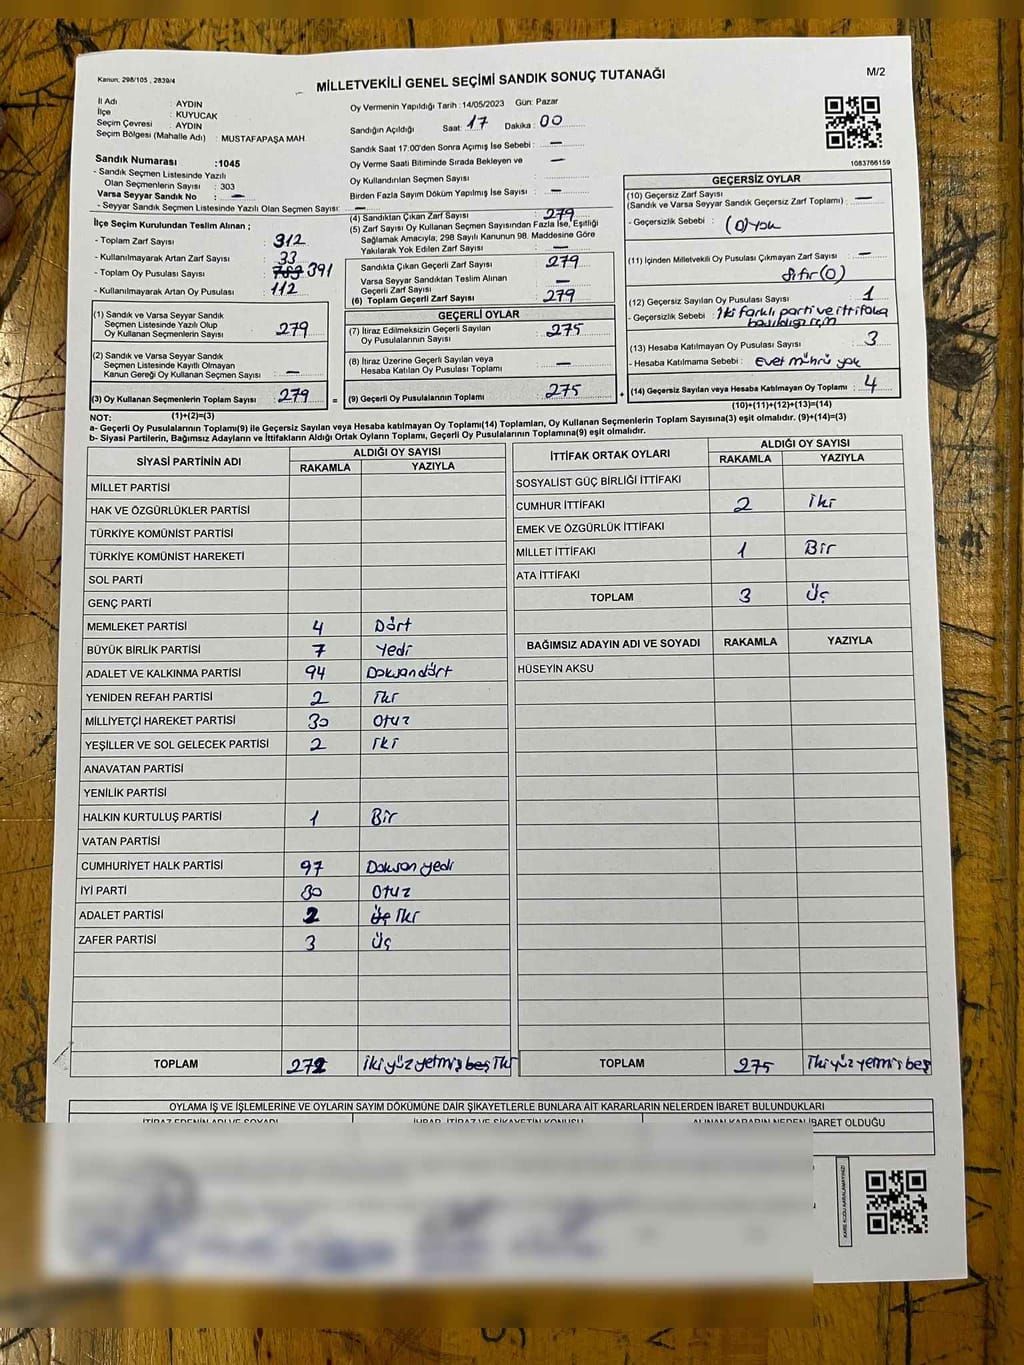 Kanun: 298/105 , 2839/4
MİLLETVEKİLİ GENEL SEÇİMİ SANDIK SONUÇ TUTANAĞI
M/2
İl Adı : AYDIN
İlçe : KUYUCAK
Seçim Çevresi : AYDIN
Seçim Bölgesi (Mahalle Adı) : MUSTAFAPAŞA MAH
Sandık Numarası :1045
- Sandık Seçmen Listesinde Yazılı
Olan Seçmenlerin Sayısı : 303
Varsa Seyyar Sandık No : —
- Seyyar Sandık Seçmen Listesinde Yazılı Olan Seçmen Sayısı: —
Oy Vermenin Yapıldığı Tarih :14/05/2023 Gün: Pazar
Sandığın Açıldığı Saat: 17 Dakika: 00
Sandık Saat 17:00'den Sonra Açımış İse Sebebi : —
Oy Verme Saati Bitiminde Sırada Bekleyen ve —
Oy Kullandırılan Seçmen Sayısı:
Birden Fazla Sayım Döküm Yapılmış İse Sayısı : —
1083766159
İlçe Seçim Kurulundan Teslim Alınan ;
- Toplam Zarf Sayısı : 312
- Kullanılmayarak Artan Zarf Sayısı : 33
- Toplam Oy Pusulası Sayısı : 391
- Kullanılmayarak Artan Oy Pusulası : 112
(1) Sandık ve Varsa Seyyar Sandık
Seçmen Listesinde Yazılı Olup
Oy Kullanan Seçmenlerin Sayısı : 279
(2) Sandık ve Varsa Seyyar Sandık
Seçmen Listesinde Kayıtlı Olmayan
Kanun Gereği Oy Kullanan Seçmen Sayısı : —
(3) Oy Kullanan Seçmenlerin Toplam Sayısı : 279 =
(1)+(2)=(3)
(4) Sandıktan Çıkan Zarf Sayısı : 279
(5) Zarf Sayısı Oy Kullanan Seçmen Sayısından Fazla İse, Eşitliği
Sağlamak Amacıyla, 298 Sayılı Kanunun 98. Maddesine Göre
Yakılarak Yok Edilen Zarf Sayısı : —
Sandıkta Çıkan Geçerli Zarf Sayısı : 279
Varsa Seyyar Sandıktan Teslim Alınan
Geçerli Zarf Sayısı : —
(6) Toplam Geçerli Zarf Sayısı : 279
GEÇERLİ OYLAR
(7) İtiraz Edilmeksizin Geçerli Sayılan
Oy Pusulalarının Sayısı : 275
(8) İtiraz Üzerine Geçerli Sayılan veya
Hesaba Katılan Oy Pusulası Toplamı : —
(9) Geçerli Oy Pusulalarının Toplamı : 275 +
GEÇERSİZ OYLAR
(10) Geçersiz Zarf Sayısı
(Sandık ve Varsa Seyyar Sandık Geçersiz Zarf Toplamı) : —
- Geçersizlik Sebebi : (0) yok
(11) İçinden Milletvekili Oy Pusulası Çıkmayan Zarf Sayısı : —
Sıfır (0)
(12) Geçersiz Sayılan Oy Pusulası Sayısı : 1
- Geçersizlik Sebebi : İki farklı parti ve ittifaka
basıldığı için
(13) Hesaba Katılmayan Oy Pusulası Sayısı : 3
- Hesaba Katılmama Sebebi : Evet mührü yok
(14) Geçersiz Sayılan veya Hesaba Katılmayan Oy Toplamı : 4
(10)+(11)+(12)+(13)=(14)
NOT:
a- Geçerli Oy Pusulalarının Toplamı(9) ile Geçersiz Sayılan veya Hesaba katılmayan Oy Toplamı(14) Toplamları, Oy Kullanan Seçmenlerin Toplam Sayısına(3) eşit olmalıdır. (9)+(14)=(3)
b- Siyasi Partilerin, Bağımsız Adayların ve İttifakların Aldığı Ortak Oyların Toplamı, Geçerli Oy Pusulalarının Toplamına(9) eşit olmalıdır.
SİYASİ PARTİNİN ADI ALDIĞI OY SAYISI
RAKAMLA YAZIYLA
MİLLET PARTİSİ
HAK VE ÖZGÜRLÜKLER PARTİSİ
TÜRKİYE KOMÜNİST PARTİSİ
TÜRKİYE KOMÜNİST HAREKETİ
SOL PARTİ
GENÇ PARTİ
MEMLEKET PARTİSİ 4 Dört
BÜYÜK BİRLİK PARTİSİ 7 Yedi
ADALET VE KALKINMA PARTİSİ 94 Doksandört
YENİDEN REFAH PARTİSİ 2 İki
MİLLİYETÇİ HAREKET PARTİSİ 30 Otuz
YEŞİLLER VE SOL GELECEK PARTİSİ 2 İki
ANAVATAN PARTİSİ
YENİLİK PARTİSİ
HALKIN KURTULUŞ PARTİSİ 1 Bir
VATAN PARTİSİ
CUMHURİYET HALK PARTİSİ 97 Doksan yedi
İYİ PARTİ 30 Otuz
ADALET PARTİSİ 2 Üç İki
ZAFER PARTİSİ 3 Üç
TOPLAM 272 İki yüz yetmiş beş İki
İTTİFAK ORTAK OYLARI ALDIĞI OY SAYISI
RAKAMLA YAZIYLA
SOSYALİST GÜÇ BİRLİĞİ İTTİFAKI
CUMHUR İTTİFAKI 2 İki
EMEK VE ÖZGÜRLÜK İTTİFAKI
MİLLET İTTİFAKI 1 Bir
ATA İTTİFAKI
TOPLAM 3 Üç
BAĞIMSIZ ADAYIN ADI VE SOYADI RAKAMLA YAZIYLA
HÜSEYİN AKSU
TOPLAM 275 İki yüz yetmiş beş
OYLAMA İŞ VE İŞLEMLERİNE VE OYLARIN SAYIM DÖKÜMÜNE DAİR ŞİKAYETLERLE BUNLARA AİT KARARLARIN NELERDEN İBARET BULUNDUKLARI
İTİRAZ EDENİN ADI VE SOYADI İHBAR, İTİRAZ VE ŞİKAYETİN KONUSU ALINAN KARARIN NEDEN İBARET OLDUĞU